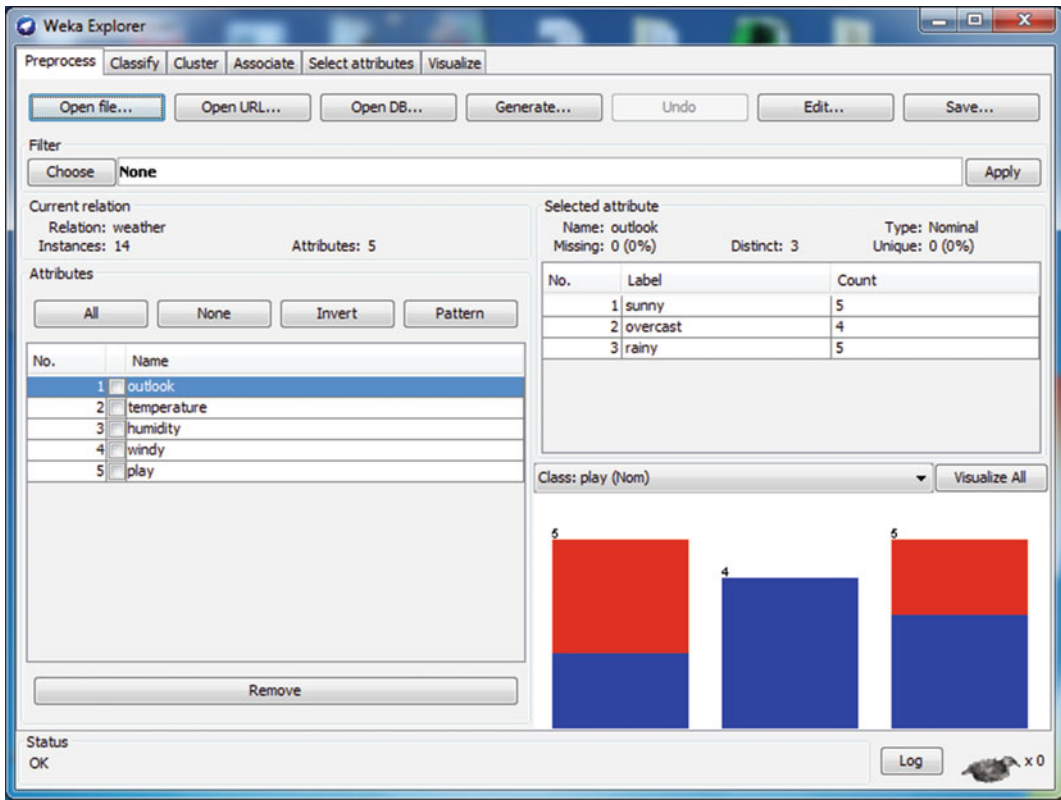 Weka Explorer
Preprocess Classify Cluster Associate Select attributes Visualize
Open file... Open URL... Open DB... Generate... Undo Edit... Save...
Filter
Choose None Apply
Current relation
Relation: weather
Instances: 14 Attributes: 5
Attributes
All None Invert Pattern
No. Name
1 outlook
2 temperature
3 humidity
4 windy
5 play
Remove
Selected attribute
Name: outlook Type: Nominal
Missing: 0 (0%) Distinct: 3 Unique: 0 (0%)
No. Label Count
1 sunny 5
2 overcast 4
3 rainy 5
Class: play (Nom) Visualize All
5 4 5
Status
OK Log x 0